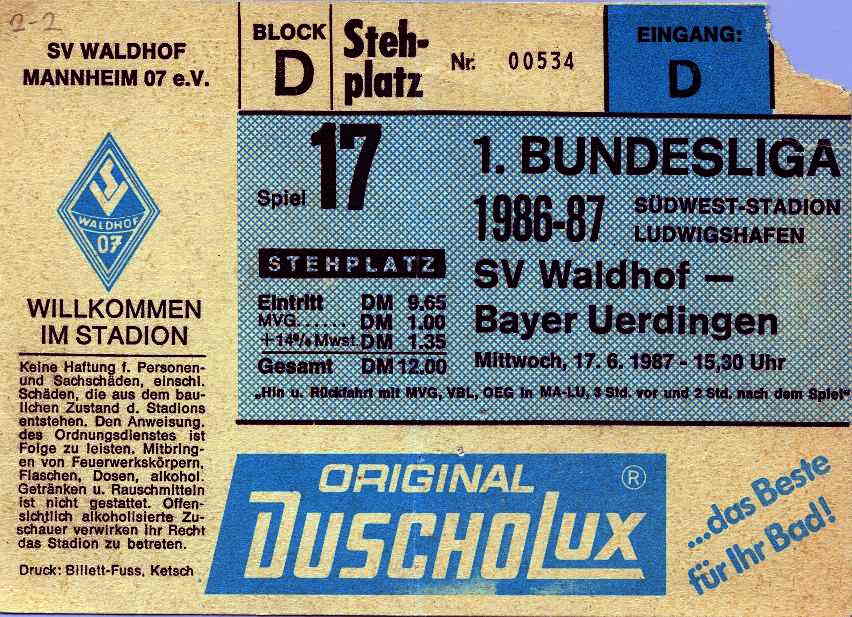 2-2
SV WALDHOF
MANNHEIM 07 e.V.
WALDHOF
07
WILLKOMMEN
IM STADION
Keine Haftung f. Personen-
und Sachschäden, einschl.
Schäden, die aus dem bau-
lichen Zustand d. Stadions
entstehen. Den Anweisung.
des Ordnungsdienstes ist
Folge zu leisten. Mitbring-
en von Feuerwerkskörpern,
Flaschen, Dosen, alkohol.
Getränken u. Rauschmitteln
ist nicht gestattet. Offen-
sichtlich alkoholisierte Zu-
schauer verwirken ihr Recht
das Stadion zu betreten.
Druck: Billett-Fuss, Ketsch
BLOCK
D
Steh-
platz
Nr. 00534
EINGANG:
D
Spiel 17
STEHPLATZ
Eintritt DM 9.65
MVG...... DM 1.00
+14% Mwst. DM 1.35
Gesamt DM 12.00
1. BUNDESLIGA
1986-87
SÜDWEST-STADION
LUDWIGSHAFEN
SV Waldhof —
Bayer Uerdingen
Mittwoch, 17. 6. 1987 - 15,30 Uhr
„Hin u. Rückfahrt mit MVG, VBL, OEG in MA-LU, 3 Std. vor und 2 Std. nach dem Spiel"
ORIGINAL ®
DUSCHOLUX
...das Beste
für Ihr Bad!